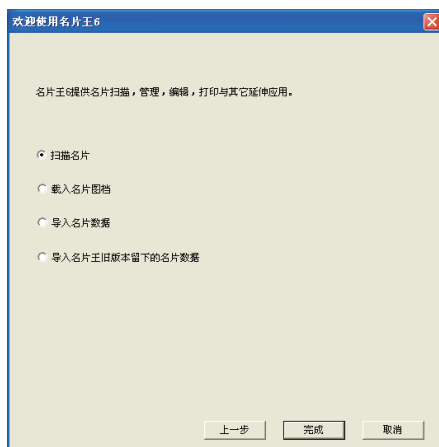 欢迎使用名片王6
名片王6提供名片扫描，管理，编辑，打印与其它延伸应用。
扫描名片
载入名片图档
导入名片数据
导入名片王旧版本留下的名片数据
上一步 完成 取消